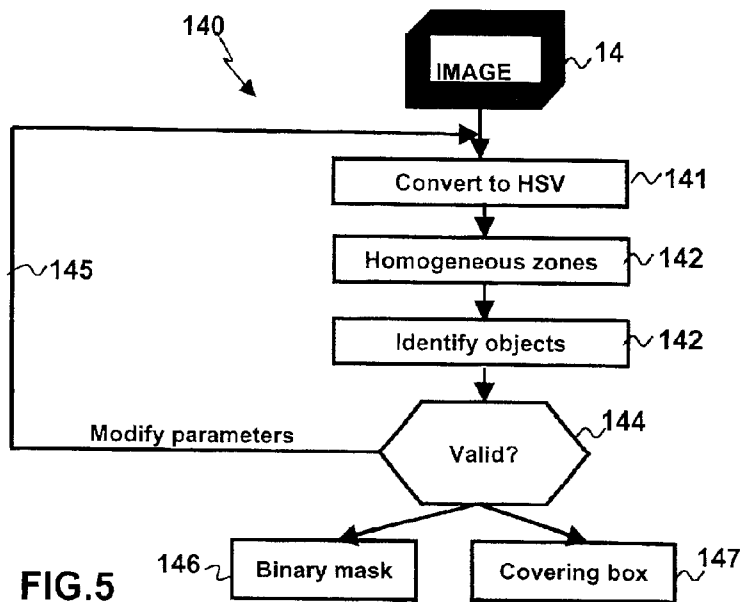 140
IMAGE
14
Convert to HSV
141
Homogeneous zones
142
145
Identify objects
142
Modify parameters
Valid?
144
146
Binary mask
Covering box
147
FIG.5